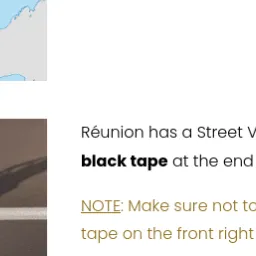 Réunion has a Street
black tape at the end
NOTE: Make sure not to
tape on the front right